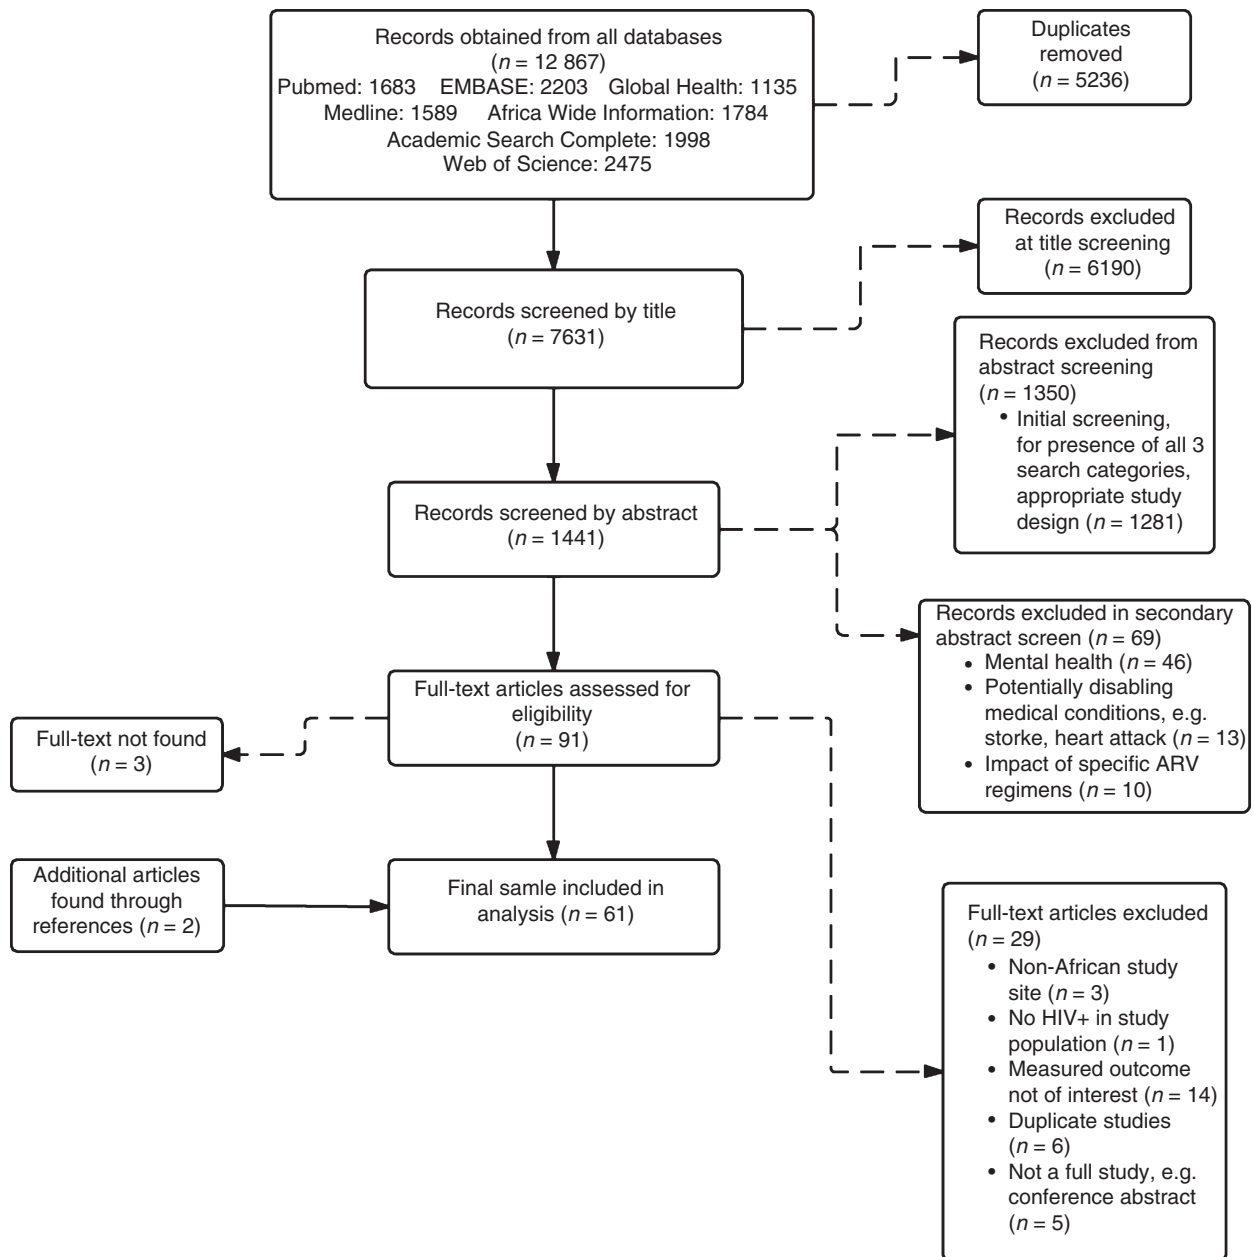 Records obtained from all databases
(n = 12 867)
Pubmed: 1683 EMBASE: 2203 Global Health: 1135
Medline: 1589 Africa Wide Information: 1784
Academic Search Complete: 1998
Web of Science: 2475
Duplicates
removed
(n = 5236)
Records excluded
at title screening
(n = 6190)
Records screened by title
(n = 7631)
Records excluded from
abstract screening
(n = 1350)
• Initial screening,
for presence of all 3
search categories,
appropriate study
design (n = 1281)
Records screened by abstract
(n = 1441)
Records excluded in secondary
abstract screen (n = 69)
• Mental health (n = 46)
• Potentially disabling
medical conditions, e.g.
storke, heart attack (n = 13)
• Impact of specific ARV
regimens (n = 10)
Full-text articles assessed for
eligibility
(n = 91)
Full-text not found
(n = 3)
Additional articles
found through
references (n = 2)
Final samle included in
analysis (n = 61)
Full-text articles excluded
(n = 29)
• Non-African study
site (n = 3)
• No HIV+ in study
population (n = 1)
• Measured outcome
not of interest (n = 14)
• Duplicate studies
(n = 6)
• Not a full study, e.g.
conference abstract
(n = 5)